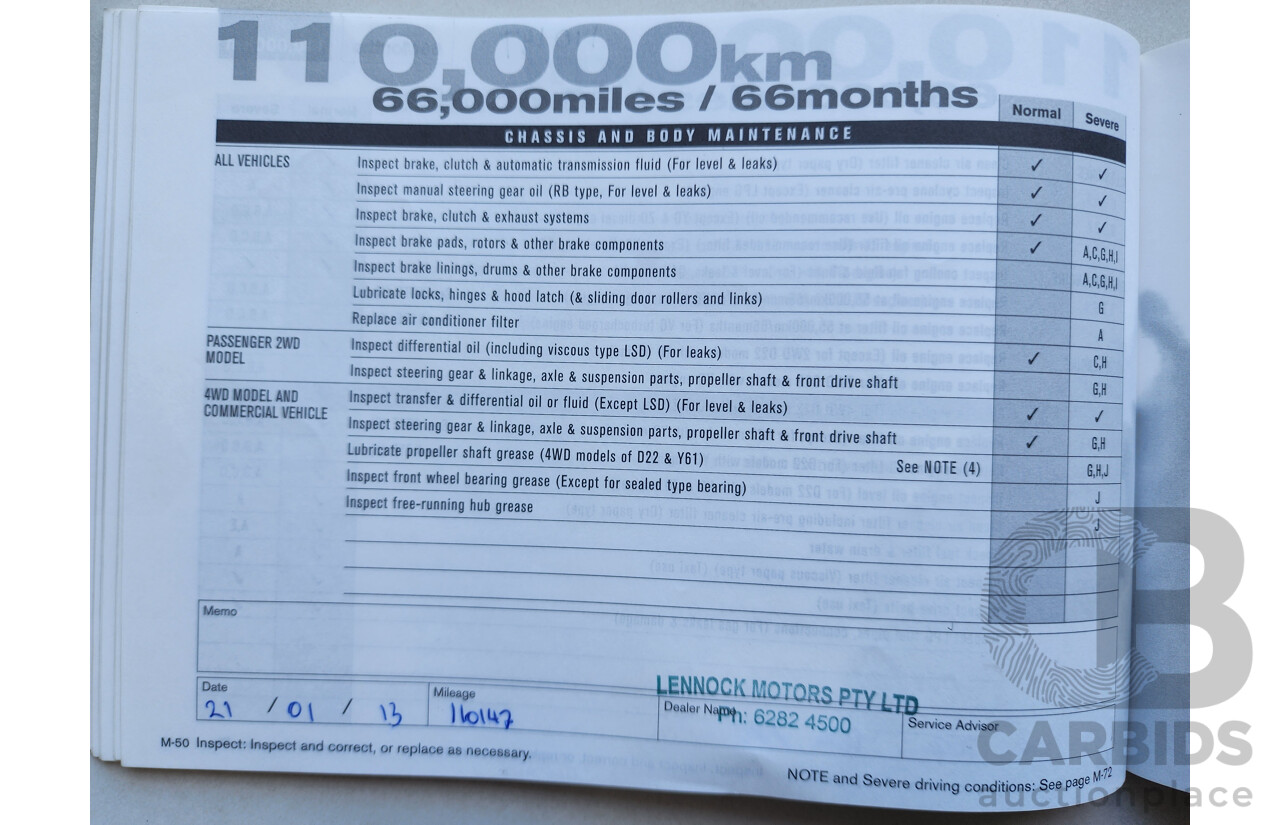 110,000km
66,000miles / 66months
Normal Severe
CHASSIS AND BODY MAINTENANCE
ALL VEHICLES Inspect brake, clutch & automatic transmission fluid (For level & leaks) ✓ ✓
Inspect manual steering gear oil (RB type, For level & leaks) ✓ ✓
Inspect brake, clutch & exhaust systems ✓ ✓
Inspect brake pads, rotors & other brake components ✓ A,C,G,H,I
Inspect brake linings, drums & other brake components A,C,G,H,I
Lubricate locks, hinges & hood latch (& sliding door rollers and links) G
Replace air conditioner filter A
PASSENGER 2WD MODEL Inspect differential oil (including viscous type LSD) (For leaks) ✓ C,H
Inspect steering gear & linkage, axle & suspension parts, propeller shaft & front drive shaft G,H
4WD MODEL AND COMMERCIAL VEHICLE Inspect transfer & differential oil or fluid (Except LSD) (For level & leaks) ✓ ✓
Inspect steering gear & linkage, axle & suspension parts, propeller shaft & front drive shaft ✓ G,H
Lubricate propeller shaft grease (4WD models of D22 & Y61) See NOTE (4) G,H,J
Inspect front wheel bearing grease (Except for sealed type bearing) J
Inspect free-running hub grease J
Memo
LENNOCK MOTORS PTY LTD
Date Mileage Dealer Name Service Advisor
21 / 01 / 13 110147 Ph: 6282 4500
M-50 Inspect: Inspect and correct, or replace as necessary.
NOTE and Severe driving conditions: See page M-72
CB
CARBIDS
auctionplace